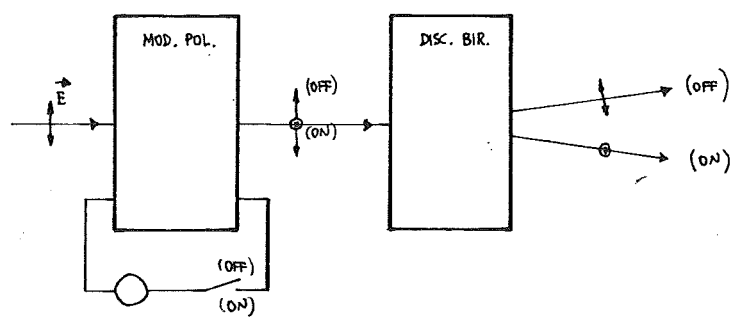 MOD. POL.
DISC. BIR.
E
(OFF)
(ON)
(OFF)
(ON)
(OFF)
(ON)